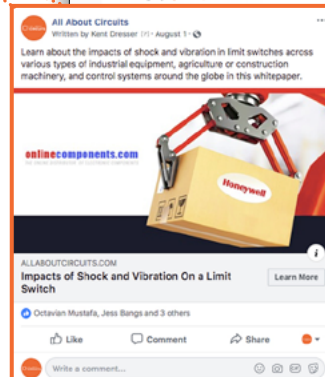 All About Circuits
Written by Kent Dresser · August 1 ·
Learn about the impacts of shock and vibration in limit switches across
various types of industrial equipment, agriculture or construction
machinery, and control systems around the globe in this whitepaper.
onlinecomponents.com
Honeywell
ALLABOUTCIRCUITS.COM
Impacts of Shock and Vibration On a Limit
Switch
Learn More
Octavian Mustafa, Jess Bangs and 3 others
Like Comment Share
Write a comment...
GIF